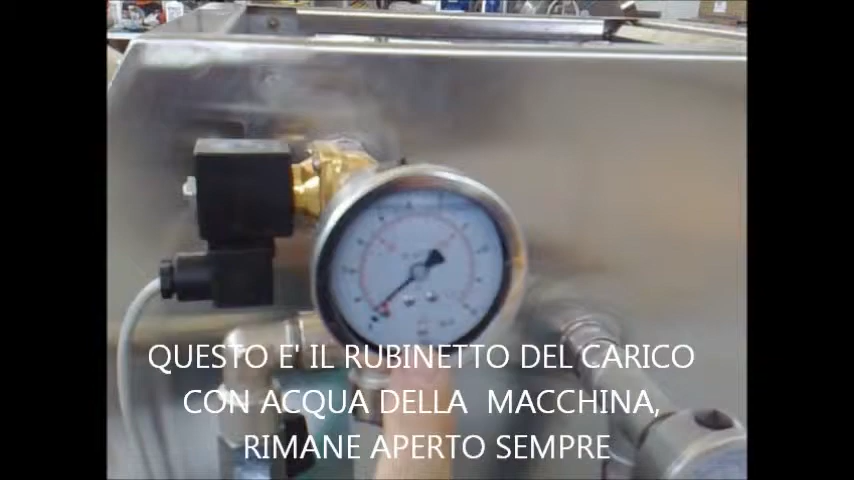 QUESTO E' IL RUBINETTO DEL CARICO
CON ACQUA DELLA MACCHINA,
RIMANE APERTO SEMPRE